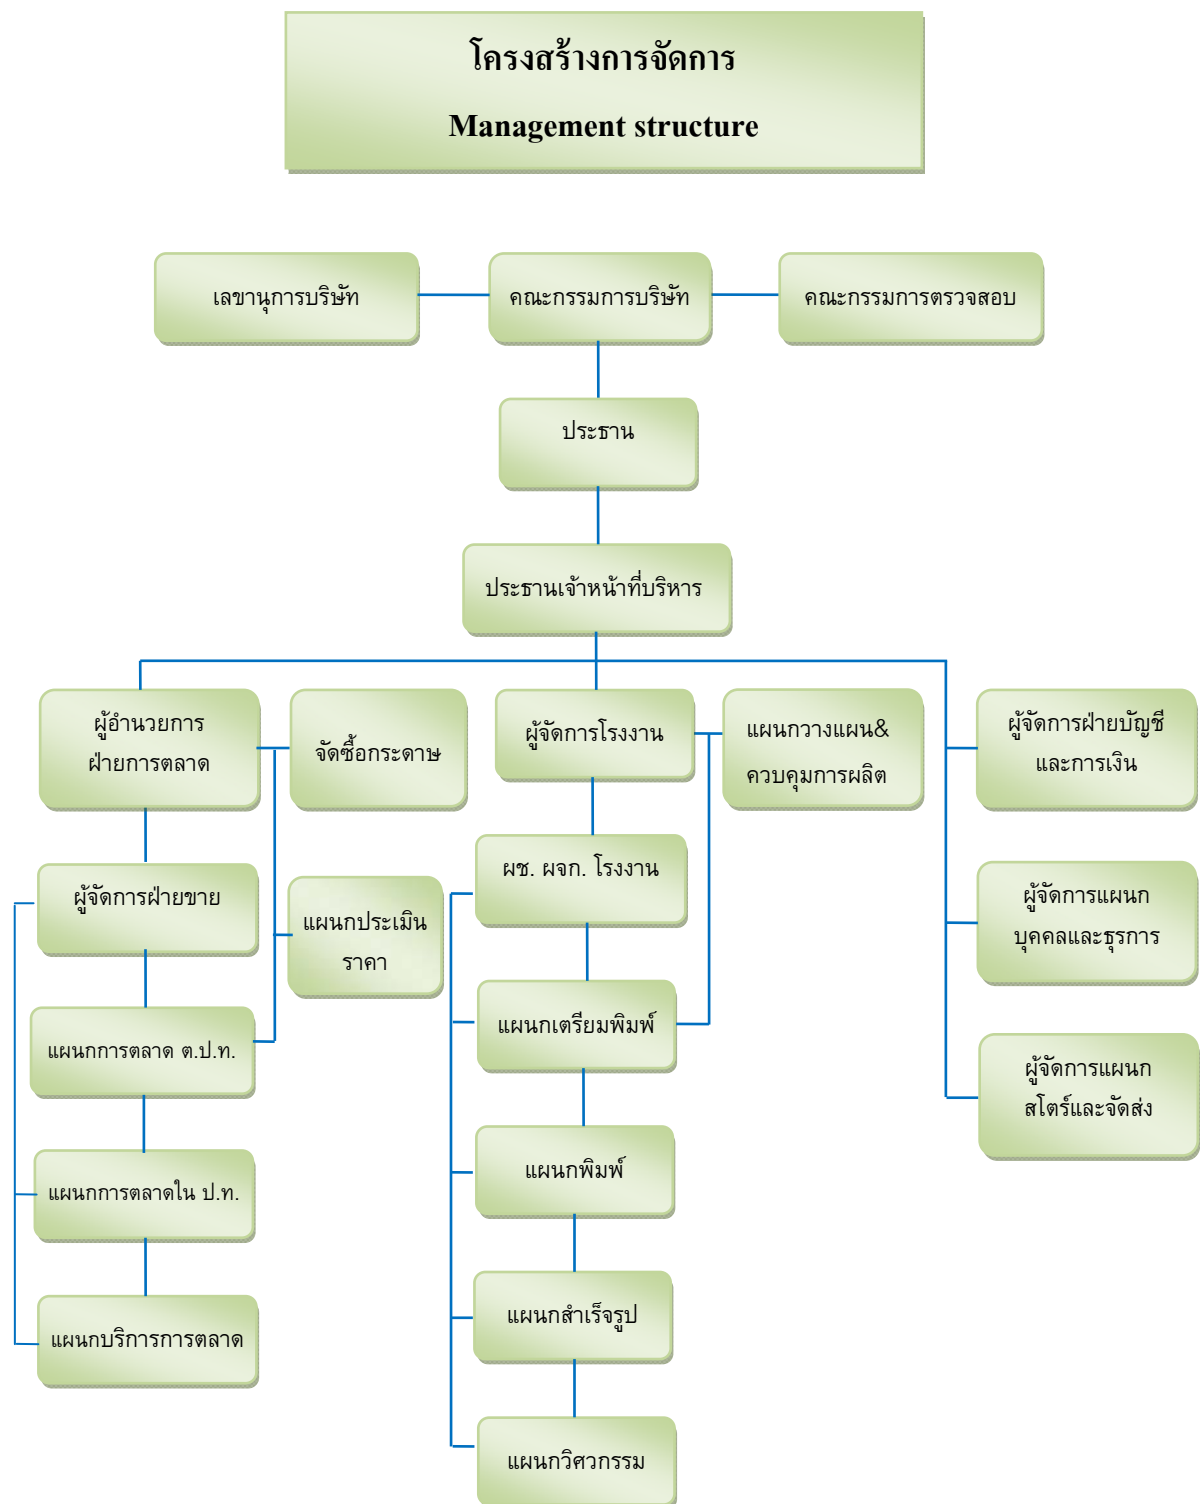 โครงสร้างการจัดการ
Management structure
เลขานุการบริษัท
คณะกรรมการบริษัท
คณะกรรมการตรวจสอบ
ประธาน
ประธานเจ้าหน้าที่บริหาร
ผู้อำนวยการ
ฝ่ายการตลาด
จัดซื้อกระดาษ
ผู้จัดการโรงงาน
แผนกวางแผน&
ควบคุมการผลิต
ผู้จัดการฝ่ายบัญชี
และการเงิน
ผู้จัดการฝ่ายขาย
แผนกประเมิน
ราคา
ผช. ผจก. โรงงาน
ผู้จัดการแผนก
บุคคลและธุรการ
แผนกการตลาด ต.ป.ท.
แผนกเตรียมพิมพ์
ผู้จัดการแผนก
สโตร์และจัดส่ง
แผนกการตลาดใน ป.ท.
แผนกพิมพ์
แผนกบริการการตลาด
แผนกสำเร็จรูป
แผนกวิศวกรรม